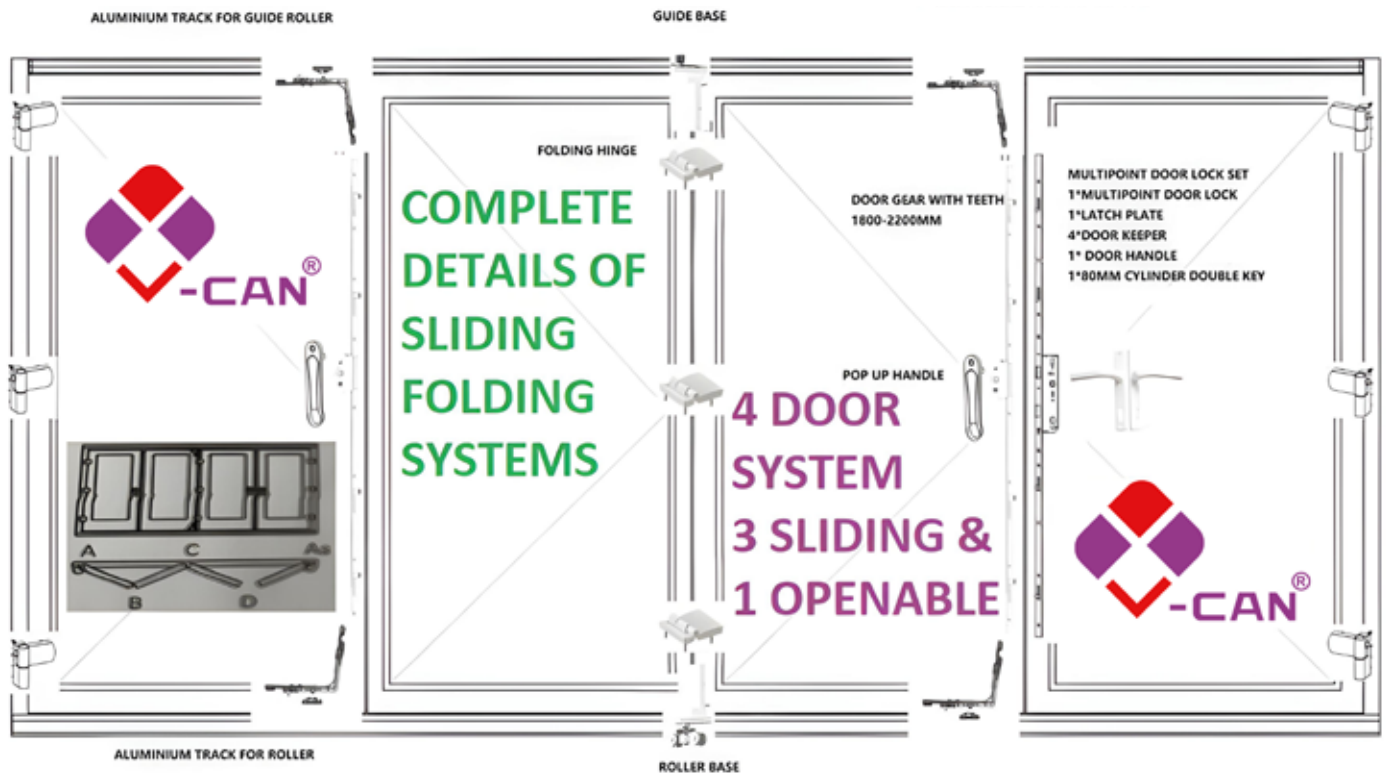 ALUMINIUM TRACK FOR GUIDE ROLLER
GUIDE BASE
FOLDING HINGE
COMPLETE
DETAILS OF
SLIDING
FOLDING
SYSTEMS
DOOR GEAR WITH TEETH
1800-2200MM
MULTIPOINT DOOR LOCK SET
1*MULTIPOINT DOOR LOCK
1*LATCH PLATE
4*DOOR KEEPER
1* DOOR HANDLE
1*80MM CYLINDER DOUBLE KEY
-CAN®
POP UP HANDLE
4 DOOR
SYSTEM
3 SLIDING &
1 OPENABLE
A C As
B D
-CAN®
ALUMINIUM TRACK FOR ROLLER
ROLLER BASE